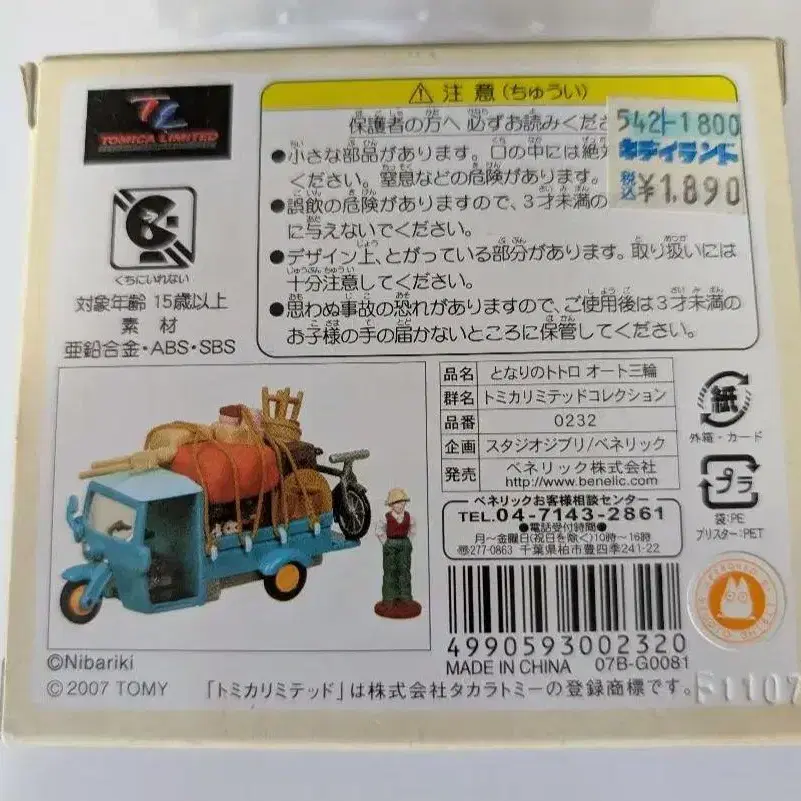 TOMICA LIMITED
くちにいれない
対象年齢 15歳以上
素 材
亜鉛合金・ABS・SBS
注 意 (ちゅうい)
保護者の方へ 必ずお読みくださ
●小さな部品があります。口の中には絶対
ください。窒息などの危険があります。
●誤飲の危険がありますので、3才未満の
に与えないでください。
●デザイン上、とがっている部分があります。取り扱いには
十分注意してください。
●思わぬ事故の恐れがありますので、ご使用後は3才未満の
お子様の手の届かないところに保管してください。
542ト-1800
キデイランド
税込 ¥1,890
品名 となりのトトロ オート三輪
群名 トミカリミテッドコレクション
品番 0232
企画 スタジオジブリ/ベネリック
発売 ベネリック株式会社
http://www.benelic.com/
ベネリックお客様相談センター
TEL.04-7143-2861
●電話受付時間●
月～金曜日(祝日を除く)10時～16時
〒277-0863 千葉県柏市豊四季241-22
紙
外箱・カード
プラ
袋:PE
ブリスター:PET
4990593002320
MADE IN CHINA 07B-G0081
©Nibariki
© 2007 TOMY 「トミカリミテッド」は株式会社タカラトミーの登録商標です。
F1107